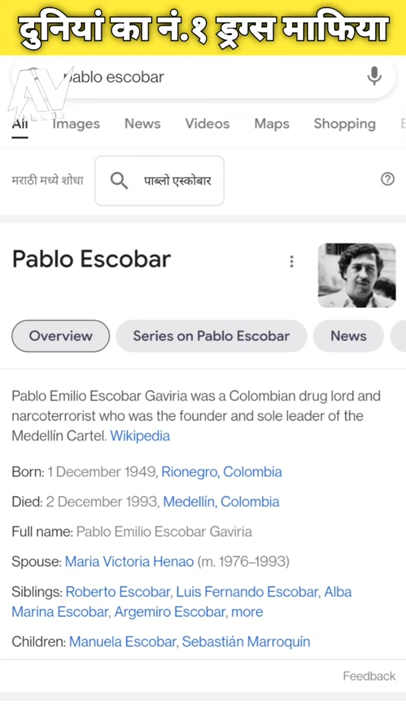 दुनियां का नं.१ ड्रग्स माफिया
pablo escobar
AV
All Images News Videos Maps Shopping
मराठी मध्ये शोधा पाब्लो एस्कोबार
Pablo Escobar
Overview Series on Pablo Escobar News
Pablo Emilio Escobar Gaviria was a Colombian drug lord and
narcoterrorist who was the founder and sole leader of the
Medellín Cartel. Wikipedia
Born: 1 December 1949, Rionegro, Colombia
Died: 2 December 1993, Medellín, Colombia
Full name: Pablo Emilio Escobar Gaviria
Spouse: Maria Victoria Henao (m. 1976–1993)
Siblings: Roberto Escobar, Luis Fernando Escobar, Alba
Marina Escobar, Argemiro Escobar, more
Children: Manuela Escobar, Sebastián Marroquín
Feedback